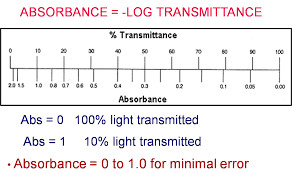 ABSORBANCE = -LOG TRANSMITTANCE
% Transmittance
0 10 20 30 40 50 60 70 80 90 100
2.0 1.5 1.0 0.8 0.7 0.6 0.5 0.4 0.3 0.2 0.1 0.05 0.00
Absorbance
Abs = 0 100% light transmitted
Abs = 1 10% light transmitted
• Absorbance = 0 to 1.0 for minimal error